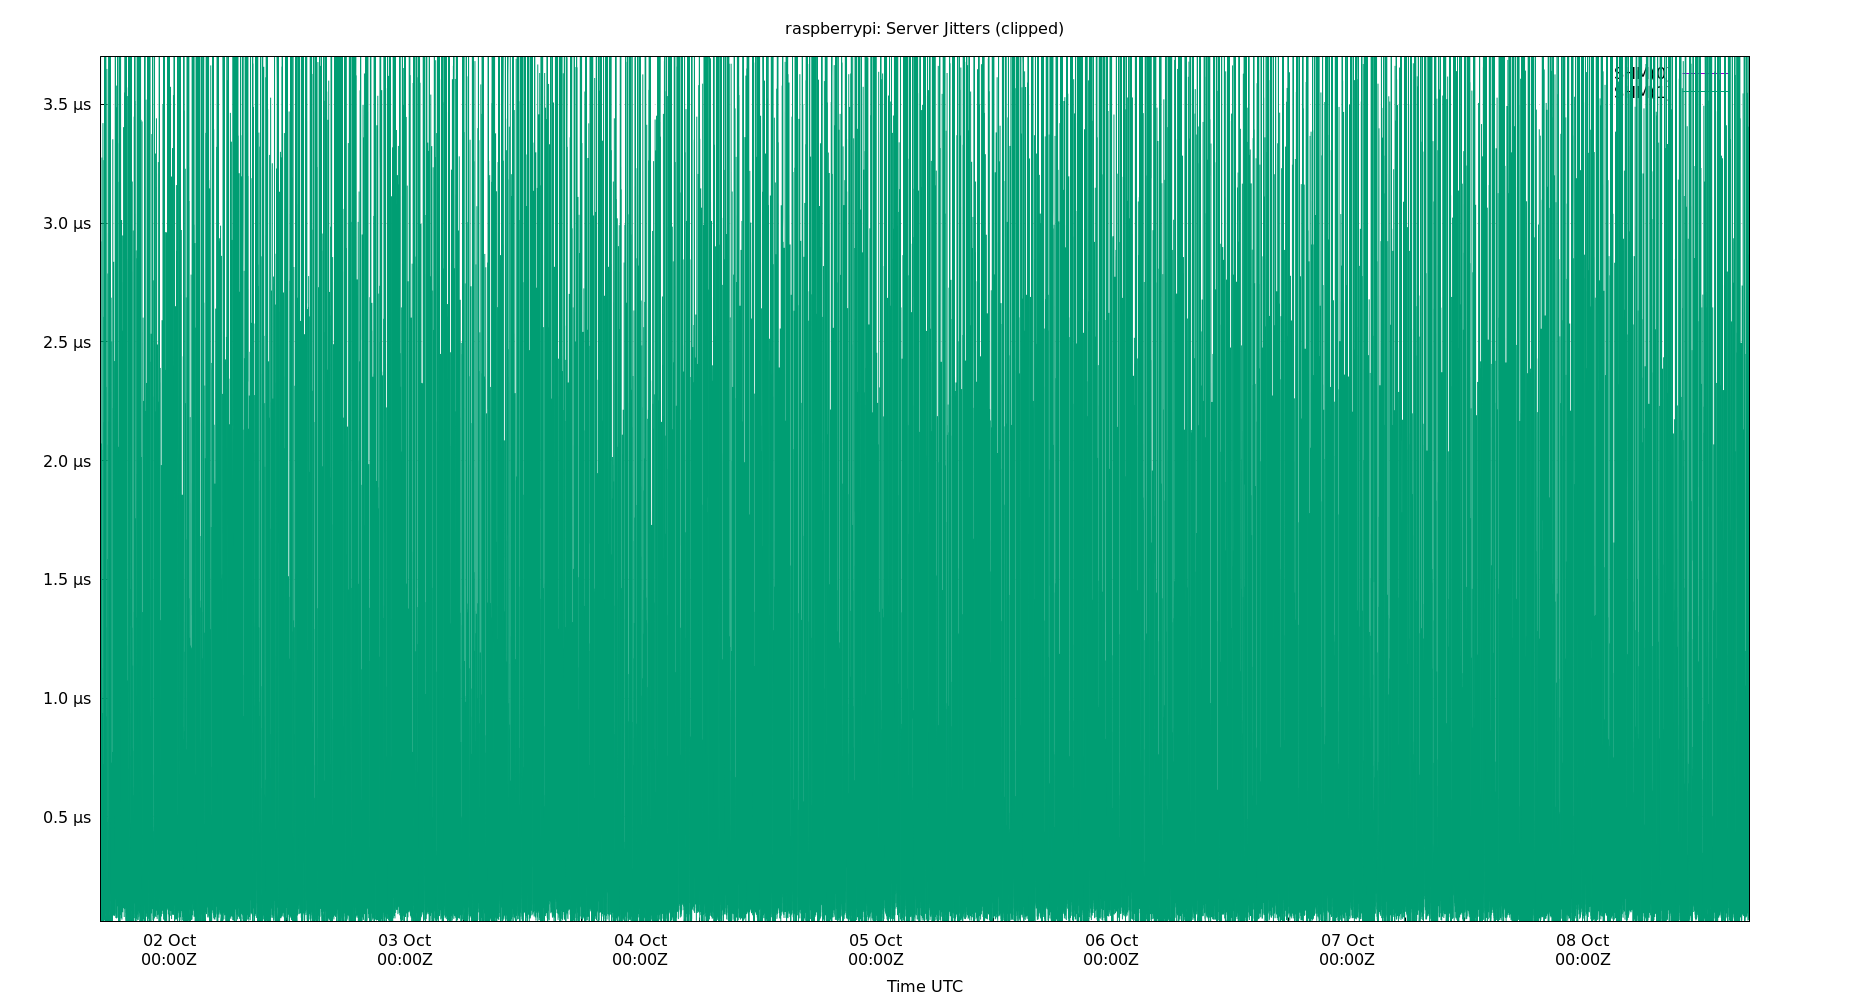 raspberrypi: Server Jitters (clipped)
3.5 µs
3.0 µs
2.5 µs
2.0 µs
1.5 µs
1.0 µs
0.5 µs
02 Oct
00:00Z
03 Oct
00:00Z
04 Oct
00:00Z
05 Oct
00:00Z
06 Oct
00:00Z
07 Oct
00:00Z
08 Oct
00:00Z
Time UTC